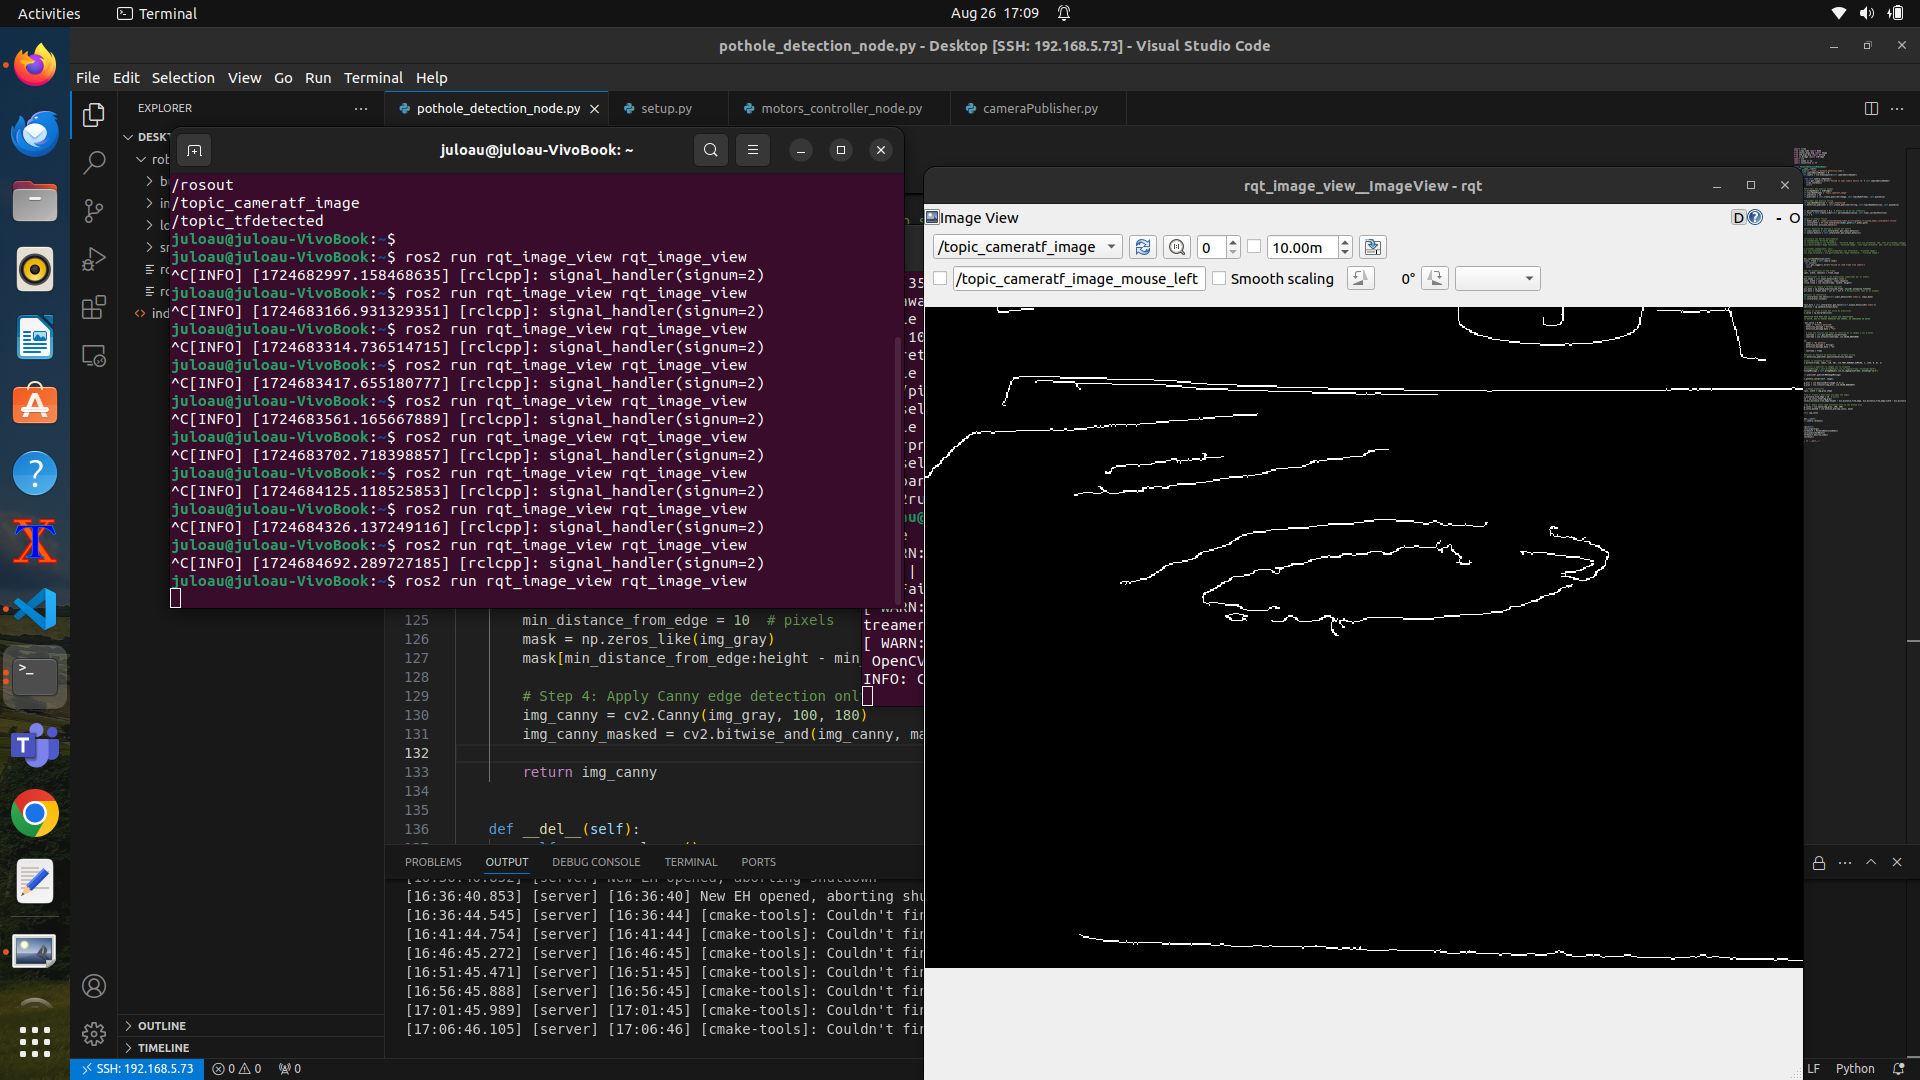 Activities
Terminal
Aug 26 17:09
pothole_detection_node.py - Desktop [SSH: 192.168.5.73] - Visual Studio Code
File Edit Selection View Go Run Terminal Help
EXPLORER
pothole_detection_node.py
setup.py
motors_controller_node.py
cameraPublisher.py
juloau@juloau-VivoBook: ~
/rosout
/topic_cameratf_image
/topic_tfdetected
juloau@juloau-VivoBook:~$
juloau@juloau-VivoBook:~$ ros2 run rqt_image_view rqt_image_view
^C[INFO] [1724682997.158468635] [rclcpp]: signal_handler(signum=2)
juloau@juloau-VivoBook:~$ ros2 run rqt_image_view rqt_image_view
^C[INFO] [1724683166.931329351] [rclcpp]: signal_handler(signum=2)
juloau@juloau-VivoBook:~$ ros2 run rqt_image_view rqt_image_view
^C[INFO] [1724683314.736514715] [rclcpp]: signal_handler(signum=2)
juloau@juloau-VivoBook:~$ ros2 run rqt_image_view rqt_image_view
^C[INFO] [1724683417.655180777] [rclcpp]: signal_handler(signum=2)
juloau@juloau-VivoBook:~$ ros2 run rqt_image_view rqt_image_view
^C[INFO] [1724683561.165667889] [rclcpp]: signal_handler(signum=2)
juloau@juloau-VivoBook:~$ ros2 run rqt_image_view rqt_image_view
^C[INFO] [1724683702.718398857] [rclcpp]: signal_handler(signum=2)
juloau@juloau-VivoBook:~$ ros2 run rqt_image_view rqt_image_view
^C[INFO] [1724684125.118525853] [rclcpp]: signal_handler(signum=2)
juloau@juloau-VivoBook:~$ ros2 run rqt_image_view rqt_image_view
^C[INFO] [1724684326.137249116] [rclcpp]: signal_handler(signum=2)
juloau@juloau-VivoBook:~$ ros2 run rqt_image_view rqt_image_view
^C[INFO] [1724684692.289727185] [rclcpp]: signal_handler(signum=2)
juloau@juloau-VivoBook:~$ ros2 run rqt_image_view rqt_image_view
rqt_image_view__ImageView - rqt
Image View
D
- O
/topic_cameratf_image
0
10.00m
/topic_cameratf_image_mouse_left
Smooth scaling
0°
125 min_distance_from_edge = 10 # pixels
126 mask = np.zeros_like(img_gray)
127 mask[min_distance_from_edge:height - min_
128
129 # Step 4: Apply Canny edge detection onl
130 img_canny = cv2.Canny(img_gray, 100, 180)
131 img_canny_masked = cv2.bitwise_and(img_canny, ma
132
133 return img_canny
134
135
136 def __del__(self):
[ WARN:
treamer
[ WARN:
OpenCV
INFO: C
PROBLEMS OUTPUT DEBUG CONSOLE TERMINAL PORTS
[16:36:40.853] [server] [16:36:40] New EH opened, aborting shu
[16:36:44.545] [server] [16:36:44] [cmake-tools]: Couldn't fin
[16:41:44.754] [server] [16:41:44] [cmake-tools]: Couldn't fin
[16:46:45.272] [server] [16:46:45] [cmake-tools]: Couldn't fin
[16:51:45.471] [server] [16:51:45] [cmake-tools]: Couldn't fin
[16:56:45.888] [server] [16:56:45] [cmake-tools]: Couldn't fin
[17:01:45.989] [server] [17:01:45] [cmake-tools]: Couldn't fin
[17:06:46.105] [server] [17:06:46] [cmake-tools]: Couldn't fin
OUTLINE
TIMELINE
SSH: 192.168.5.73
0 0
0
LF
Python